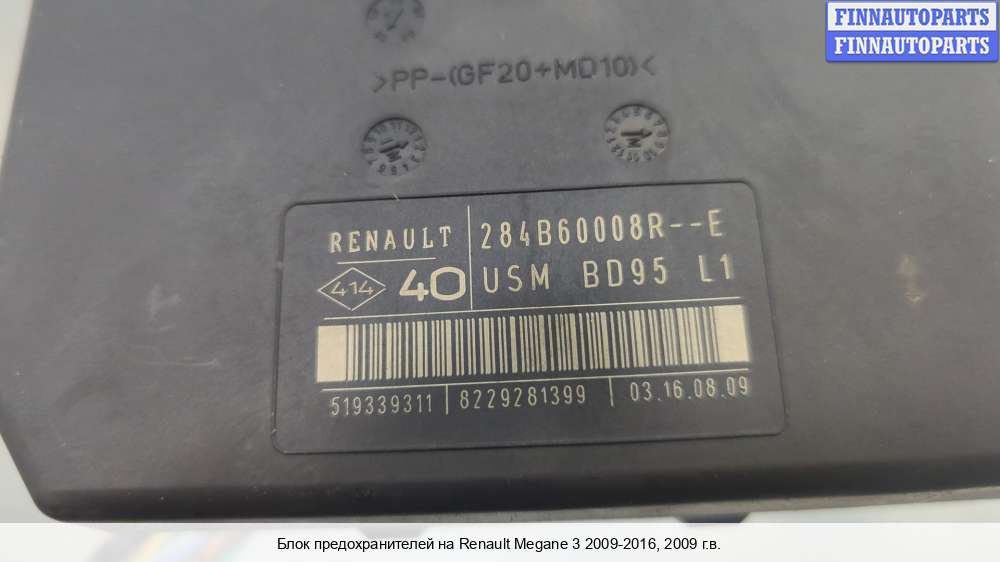 FINNAUTOPARTS
FINNAUTOPARTS
>PP-(GF20+MD10)<
RENAULT
284B60008R--E
414
40
USM BD95 L1
519339311
8229281399
03.16.08.09
Блок предохранителей на Renault Megane 3 2009-2016, 2009 г.в.